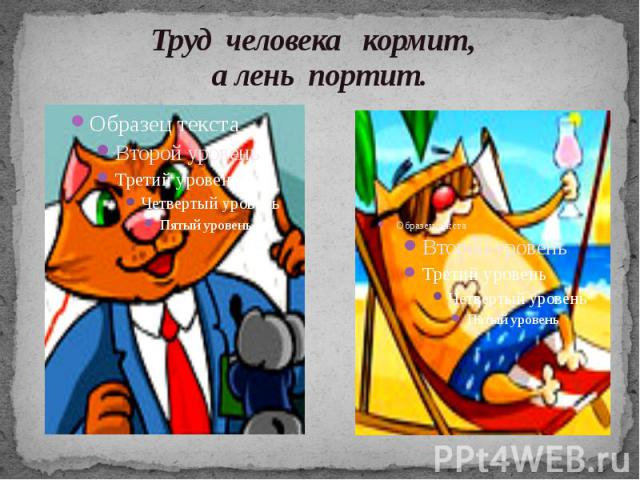 Труд человека кормит,
а лень портит.
Образец текста
Второй уровень
Третий уровень
Четвертый уровень
Пятый уровень
Образец текста
Второй уровень
Третий уровень
Четвертый уровень
Пятый уровень
PPt4WEB.ru